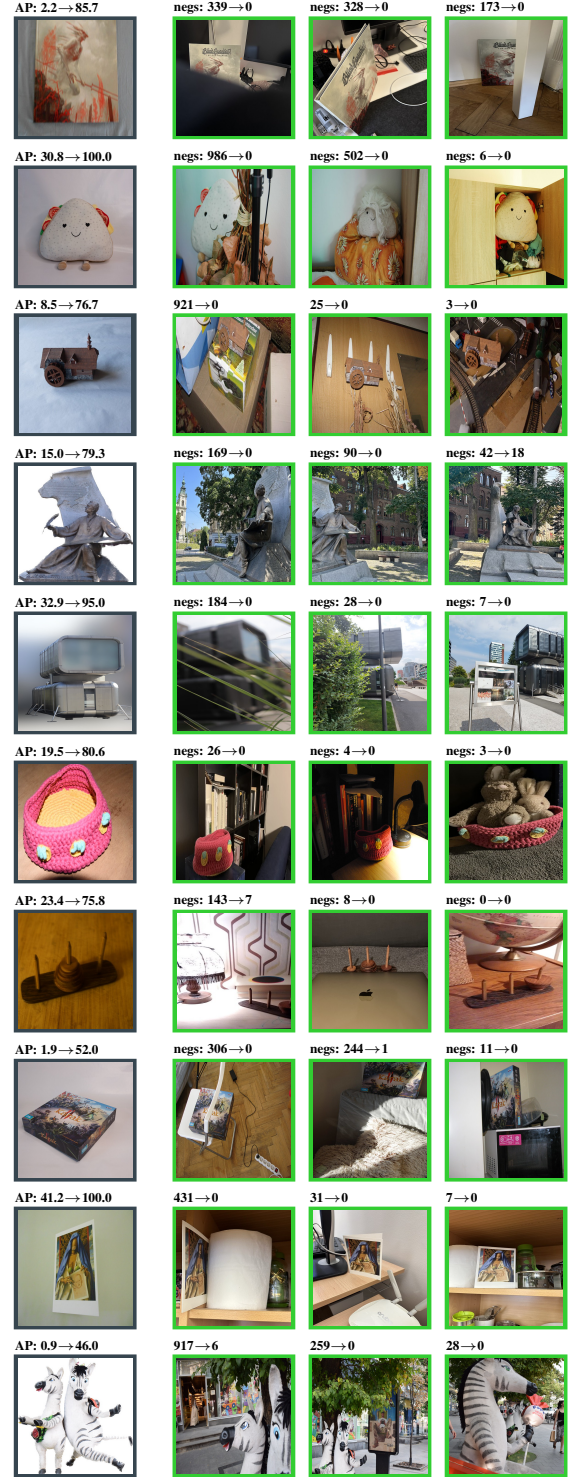 AP: 2.2→85.7 negs: 339→0 negs: 328→0 negs: 173→0
AP: 30.8→100.0 negs: 986→0 negs: 502→0 negs: 6→0
AP: 8.5→76.7 921→0 25→0 3→0
AP: 15.0→79.3 negs: 169→0 negs: 90→0 negs: 42→18
AP: 32.9→95.0 negs: 184→0 negs: 28→0 negs: 7→0
AP: 19.5→80.6 negs: 26→0 negs: 4→0 negs: 3→0
AP: 23.4→75.8 negs: 143→7 negs: 8→0 negs: 0→0
AP: 1.9→52.0 negs: 306→0 negs: 244→1 negs: 11→0
AP: 41.2→100.0 431→0 31→0 7→0
AP: 0.9→46.0 917→6 259→0 28→0